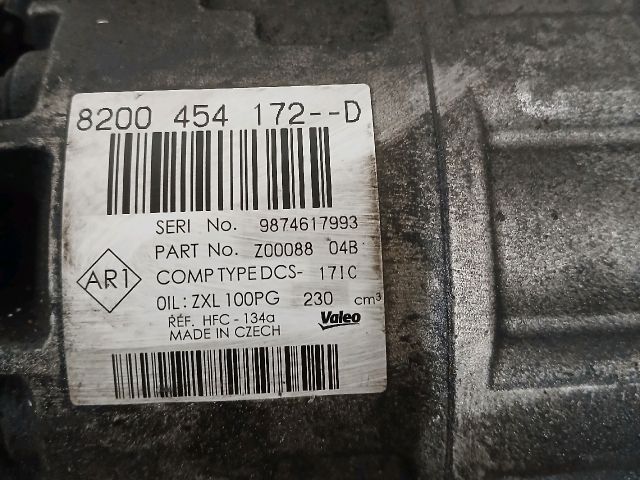 8200 454 172--D
SERI No. 9874617993
PART No. Z00088 04B
AR1
COMP TYPE DCS- 17IC
OIL: ZXL 100PG 230 cm³
RÉF. HFC - 134a
MADE IN CZECH
Valeo